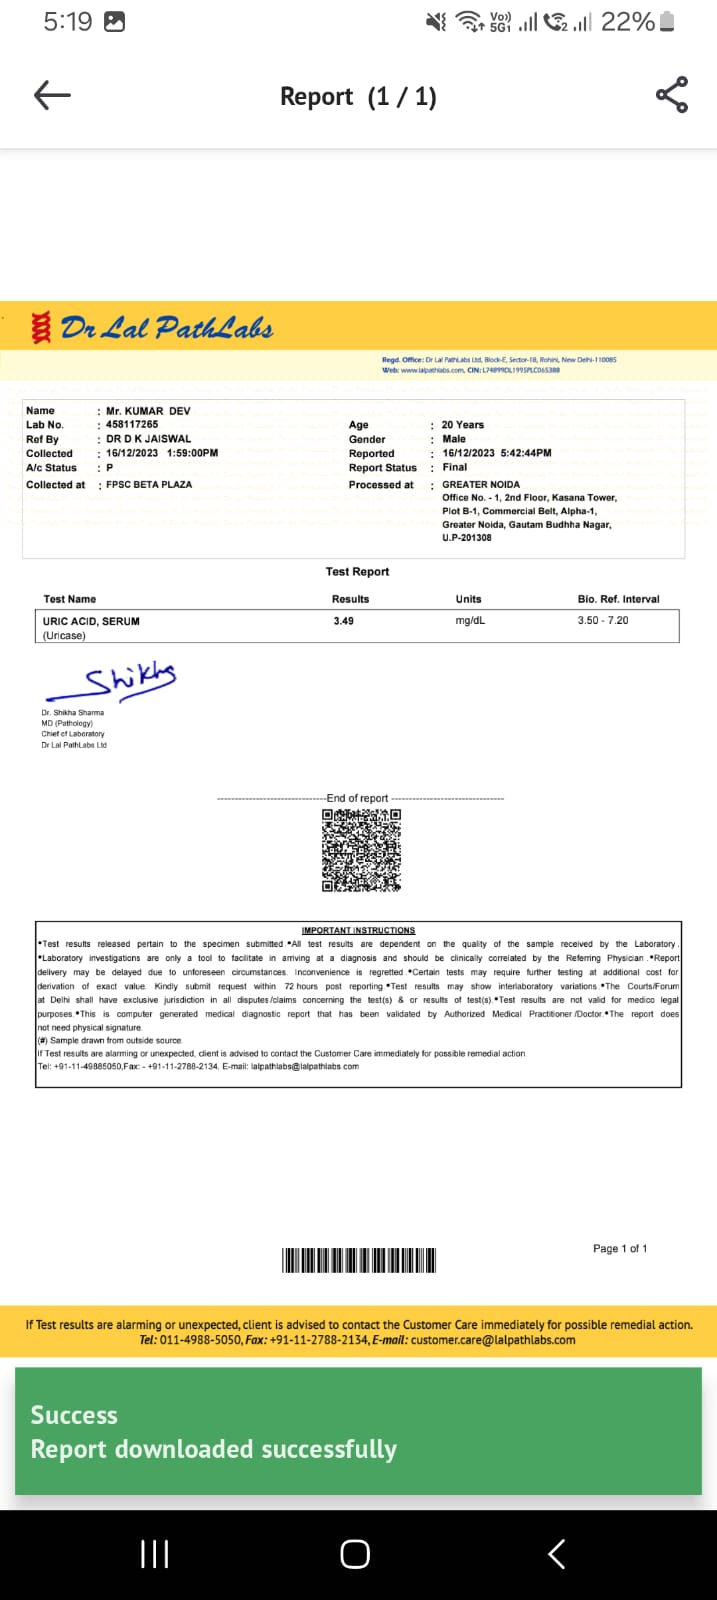 5:19 Vo)) 5G1 2 22%
Report (1 / 1)
Dr Lal PathLabs
Regd. Office: Dr Lal PathLabs Ltd, Block-E, Sector-18, Rohini, New Delhi-110085
Web: www.lalpathlabs.com, CIN: L74899DL1995PLC065388
Name : Mr. KUMAR DEV
Lab No. : 458117265 Age : 20 Years
Ref By : DR D K JAISWAL Gender : Male
Collected : 16/12/2023 1:59:00PM Reported : 16/12/2023 5:42:44PM
A/c Status : P Report Status : Final
Collected at : FPSC BETA PLAZA Processed at : GREATER NOIDA
Office No. - 1, 2nd Floor, Kasana Tower,
Plot B-1, Commercial Belt, Alpha-1,
Greater Noida, Gautam Budhha Nagar,
U.P-201308
Test Report
Test Name Results Units Bio. Ref. Interval
URIC ACID, SERUM 3.49 mg/dL 3.50 - 7.20
(Uricase)
Shikha
Dr. Shikha Sharma
MD (Pathology)
Chief of Laboratory
Dr Lal PathLabs Ltd
-------------------------------End of report --------------------------------
IMPORTANT INSTRUCTIONS
•Test results released pertain to the specimen submitted.•All test results are dependent on the quality of the sample received by the Laboratory.
•Laboratory investigations are only a tool to facilitate in arriving at a diagnosis and should be clinically correlated by the Referring Physician.•Report
delivery may be delayed due to unforeseen circumstances. Inconvenience is regretted.•Certain tests may require further testing at additional cost for
derivation of exact value. Kindly submit request within 72 hours post reporting.•Test results may show interlaboratory variations.•The Courts/Forum
at Delhi shall have exclusive jurisdiction in all disputes/claims concerning the test(s) & or results of test(s).•Test results are not valid for medico legal
purposes.•This is computer generated medical diagnostic report that has been validated by Authorized Medical Practitioner/Doctor.•The report does
not need physical signature.
(#) Sample drawn from outside source.
If Test results are alarming or unexpected, client is advised to contact the Customer Care immediately for possible remedial action.
Tel: +91-11-49885050,Fax: - +91-11-2788-2134, E-mail: lalpathlabs@lalpathlabs.com
Page 1 of 1
If Test results are alarming or unexpected, client is advised to contact the Customer Care immediately for possible remedial action.
Tel: 011-4988-5050, Fax: +91-11-2788-2134, E-mail: customer.care@lalpathlabs.com
Success
Report downloaded successfully